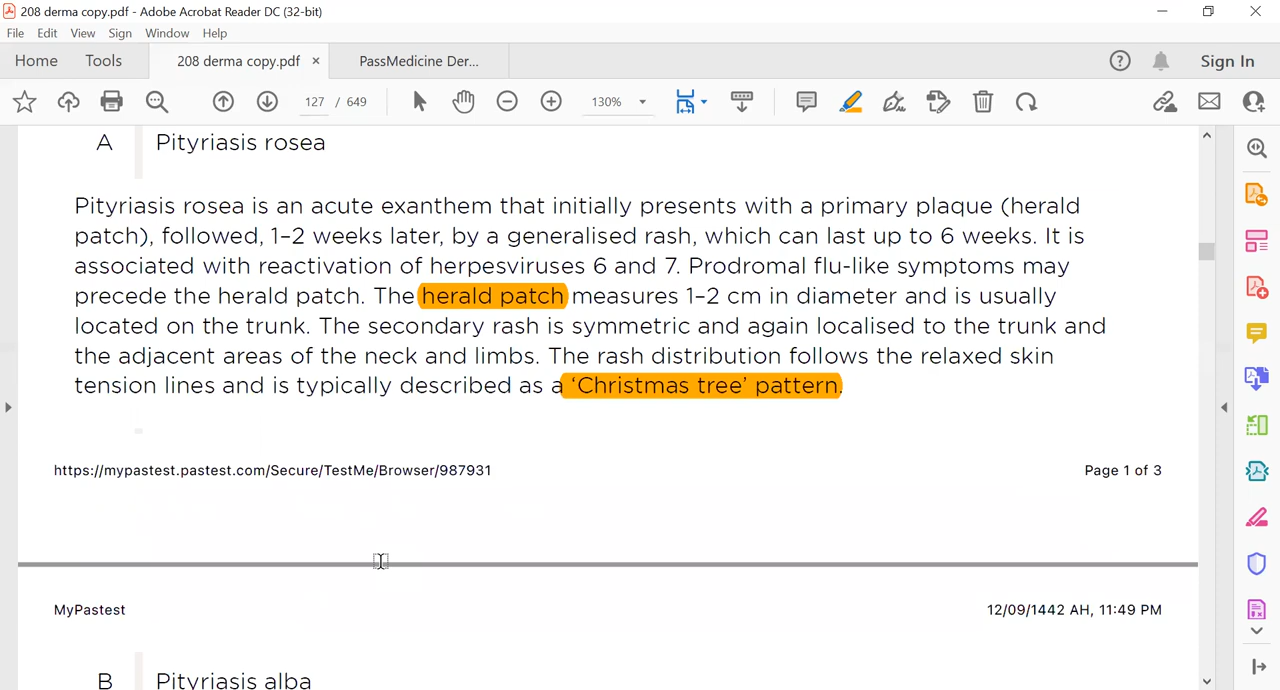 208 derma copy.pdf - Adobe Acrobat Reader DC (32-bit)
File Edit View Sign Window Help
Home Tools 208 derma copy.pdf × PassMedicine Der... Sign In
127 / 649 130%
A Pityriasis rosea
Pityriasis rosea is an acute exanthem that initially presents with a primary plaque (herald
patch), followed, 1–2 weeks later, by a generalised rash, which can last up to 6 weeks. It is
associated with reactivation of herpesviruses 6 and 7. Prodromal flu-like symptoms may
precede the herald patch. The herald patch measures 1–2 cm in diameter and is usually
located on the trunk. The secondary rash is symmetric and again localised to the trunk and
the adjacent areas of the neck and limbs. The rash distribution follows the relaxed skin
tension lines and is typically described as a ‘Christmas tree’ pattern.
https://mypastest.pastest.com/Secure/TestMe/Browser/987931 Page 1 of 3
MyPastest 12/09/1442 AH, 11:49 PM
B Pityriasis alba